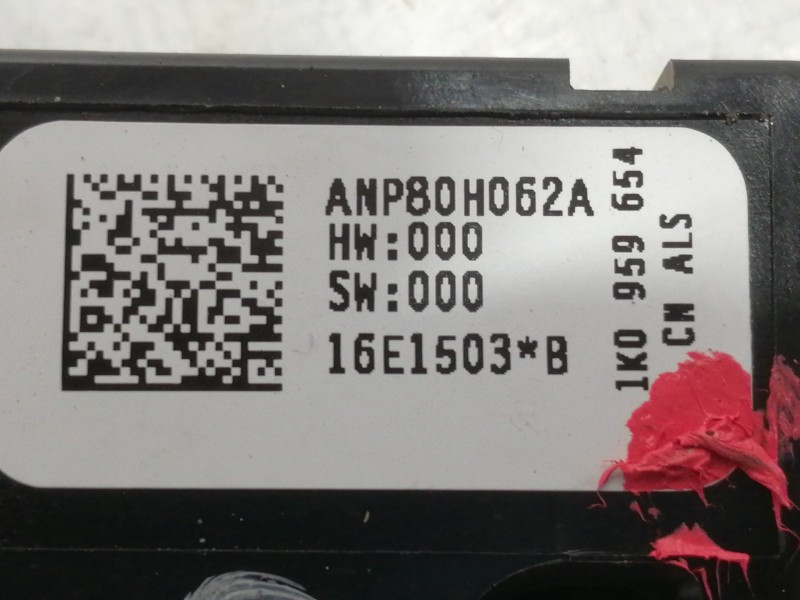 ANP80H062A
HW:000
SW:000
16E1503*B
1K0 959 654
CM ALS